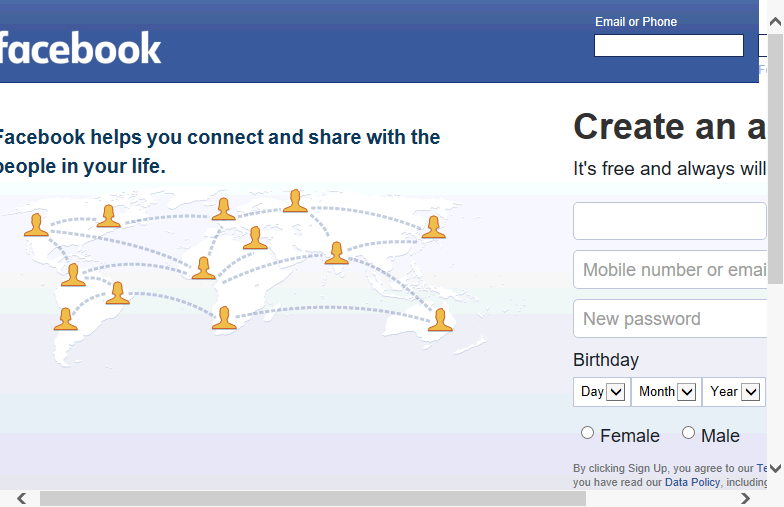 Email or Phone
facebook
Facebook helps you connect and share with the
people in your life.
Create an a
It's free and always will
Mobile number or emai
New password
Birthday
Day Month Year
Female Male
By clicking Sign Up, you agree to our Te
you have read our Data Policy, including